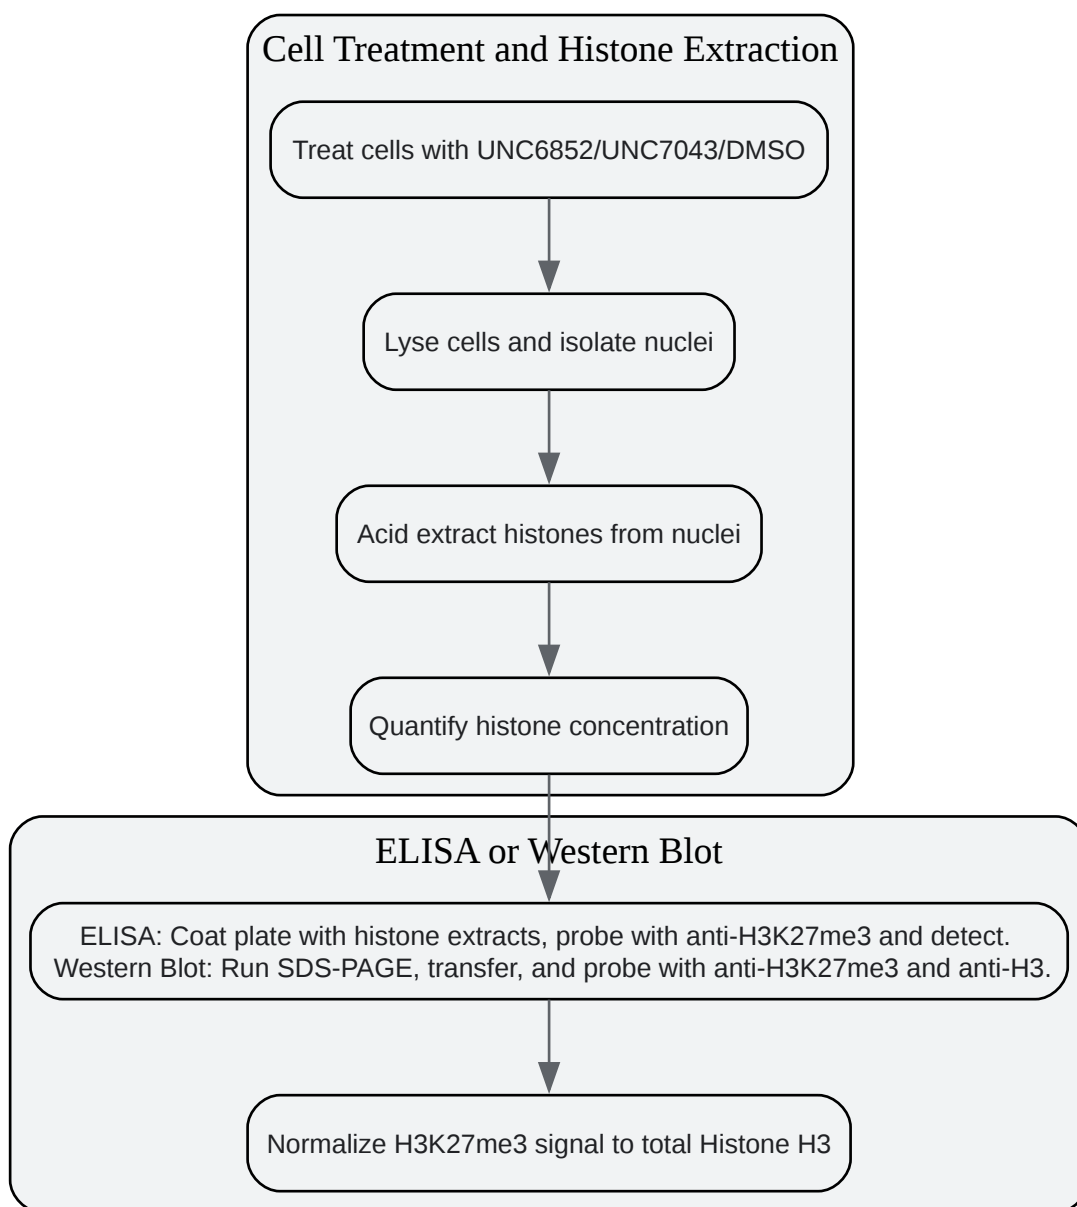 Cell Treatment and Histone Extraction
Treat cells with UNC6852/UNC7043/DMSO
Lyse cells and isolate nuclei
Acid extract histones from nuclei
Quantify histone concentration
ELISA or Western Blot
ELISA: Coat plate with histone extracts, probe with anti-H3K27me3 and detect.
Western Blot: Run SDS-PAGE, transfer, and probe with anti-H3K27me3 and anti-H3.
Normalize H3K27me3 signal to total Histone H3